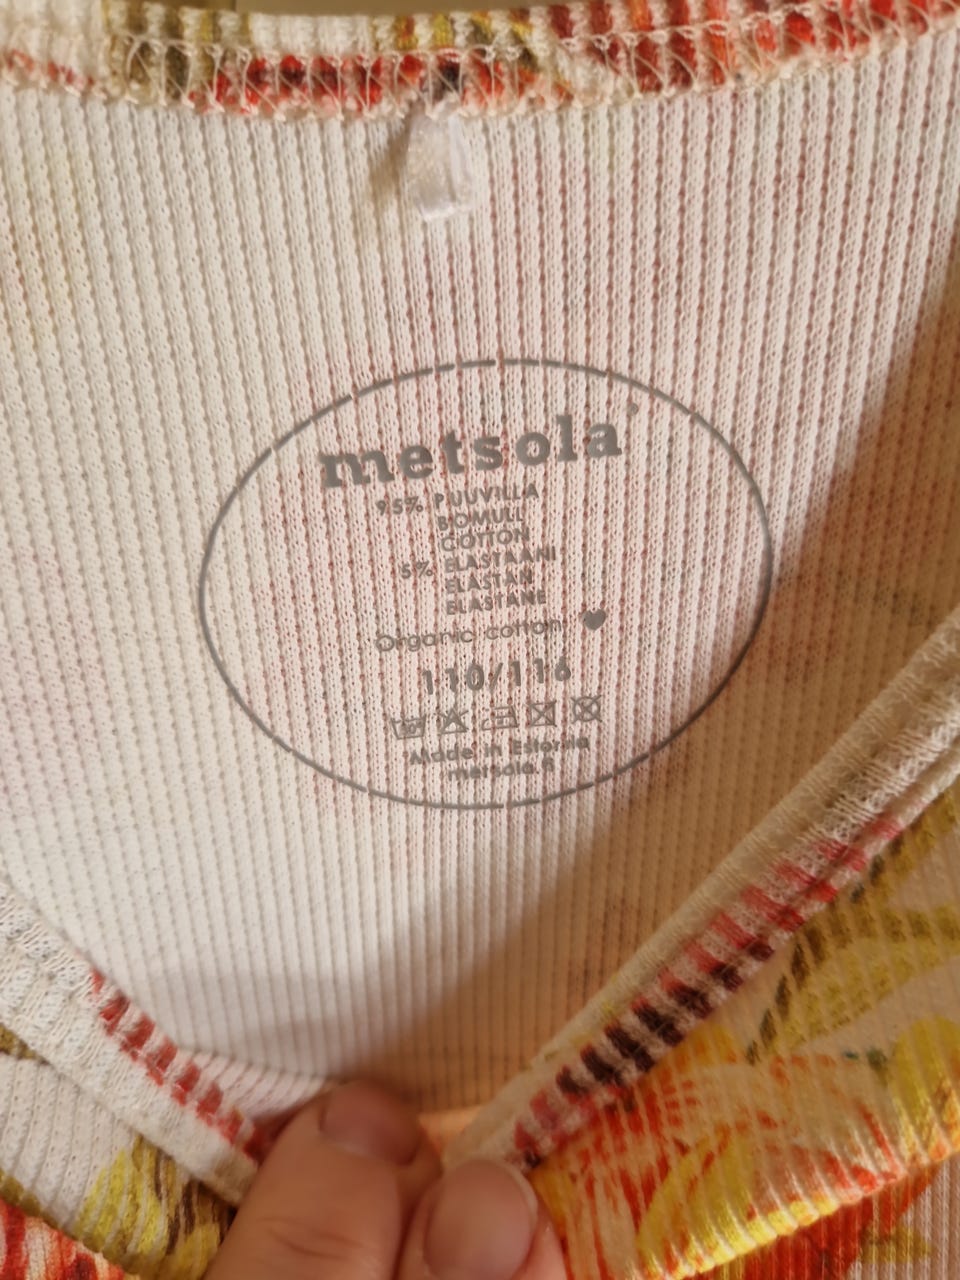 metsola
95% PUUVILLA
BOMULL
COTTON
5% ELASTAANI
ELASTAN
ELASTANE
Organic cotton
110/116
Made in Estonia
metsola.fi